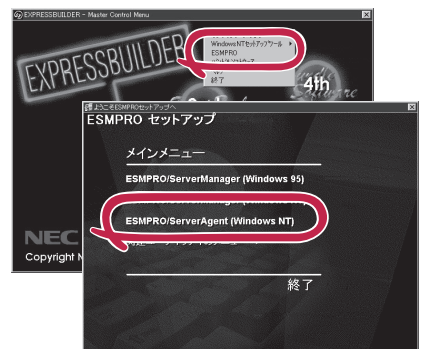 EXPRESSBUILDER - Master Control Menu
EXPRESSBUILDER
WindowsNTセットアップツール
ESMPRO
終了
4th
NEC
Copyright N
ようこそESMPROセットアップへ
ESMPRO セットアップ
メインメニュー
ESMPRO/ServerManager (Windows 95)
ESMPRO/ServerAgent (Windows NT)
終了